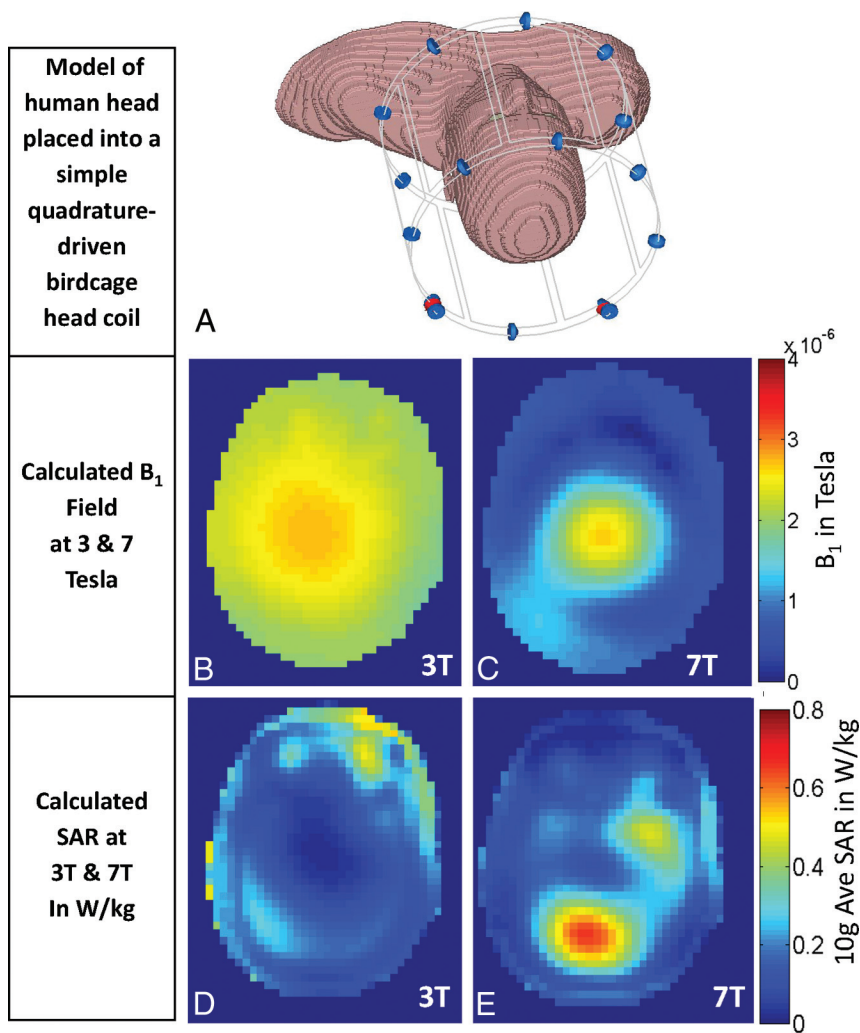 Model of
human head
placed into a
simple
quadrature-
driven
birdcage
head coil
A
Calculated B₁
Field
at 3 & 7
Tesla
B
3T
C
7T
x 10⁻⁶
4
3
2
1
0
B₁ in Tesla
Calculated
SAR at
3T & 7T
In W/kg
D
3T
E
7T
0.8
0.6
0.4
0.2
0
10g Ave SAR in W/kg